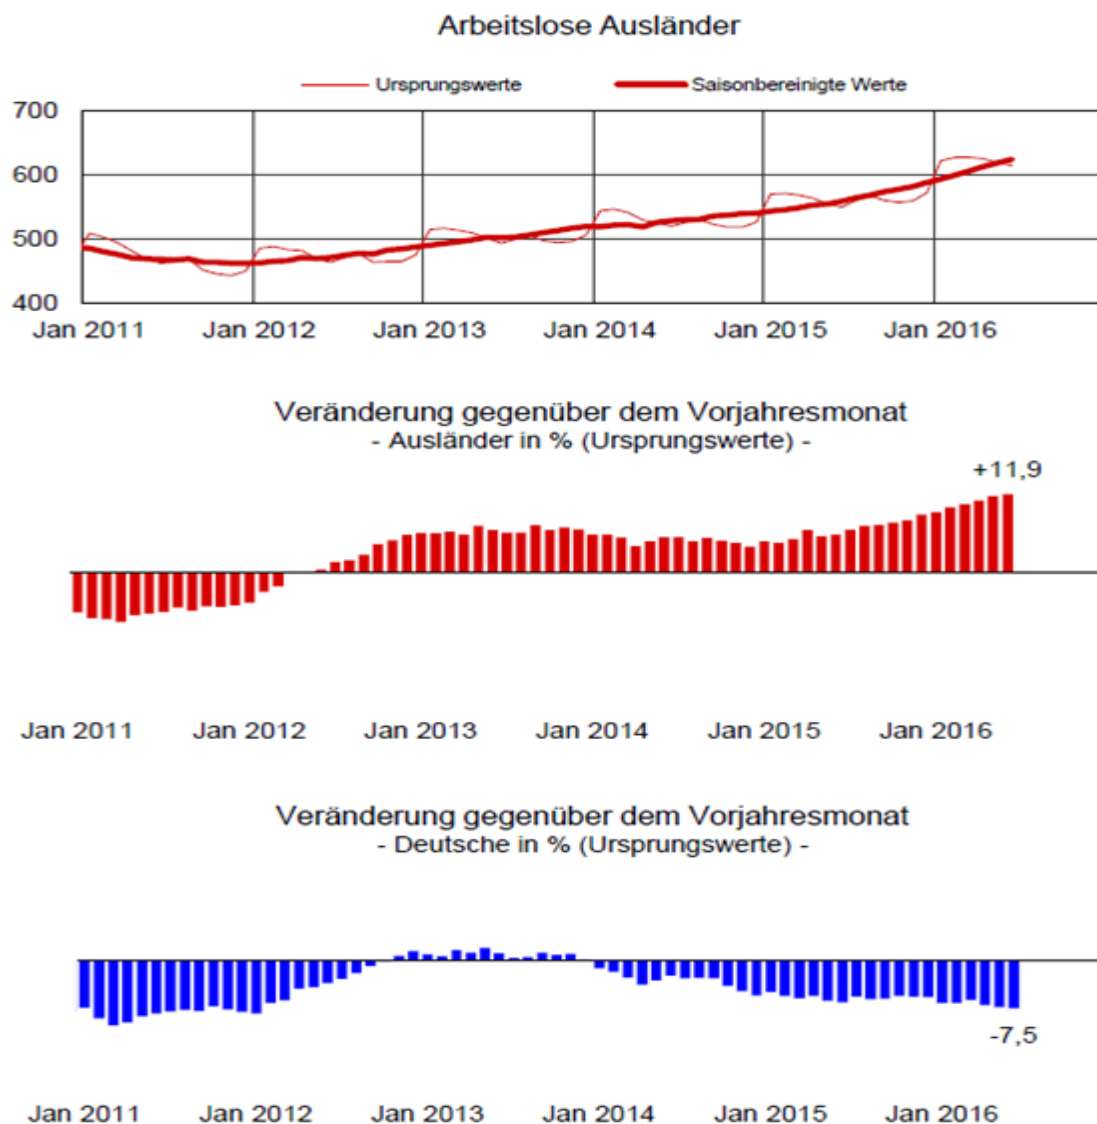 Arbeitslose Ausländer
Ursprungswerte Saisonbereinigte Werte
700
600
500
400
Jan 2011 Jan 2012 Jan 2013 Jan 2014 Jan 2015 Jan 2016
Veränderung gegenüber dem Vorjahresmonat
- Ausländer in % (Ursprungswerte) -
+11,9
Jan 2011 Jan 2012 Jan 2013 Jan 2014 Jan 2015 Jan 2016
Veränderung gegenüber dem Vorjahresmonat
- Deutsche in % (Ursprungswerte) -
-7,5
Jan 2011 Jan 2012 Jan 2013 Jan 2014 Jan 2015 Jan 2016